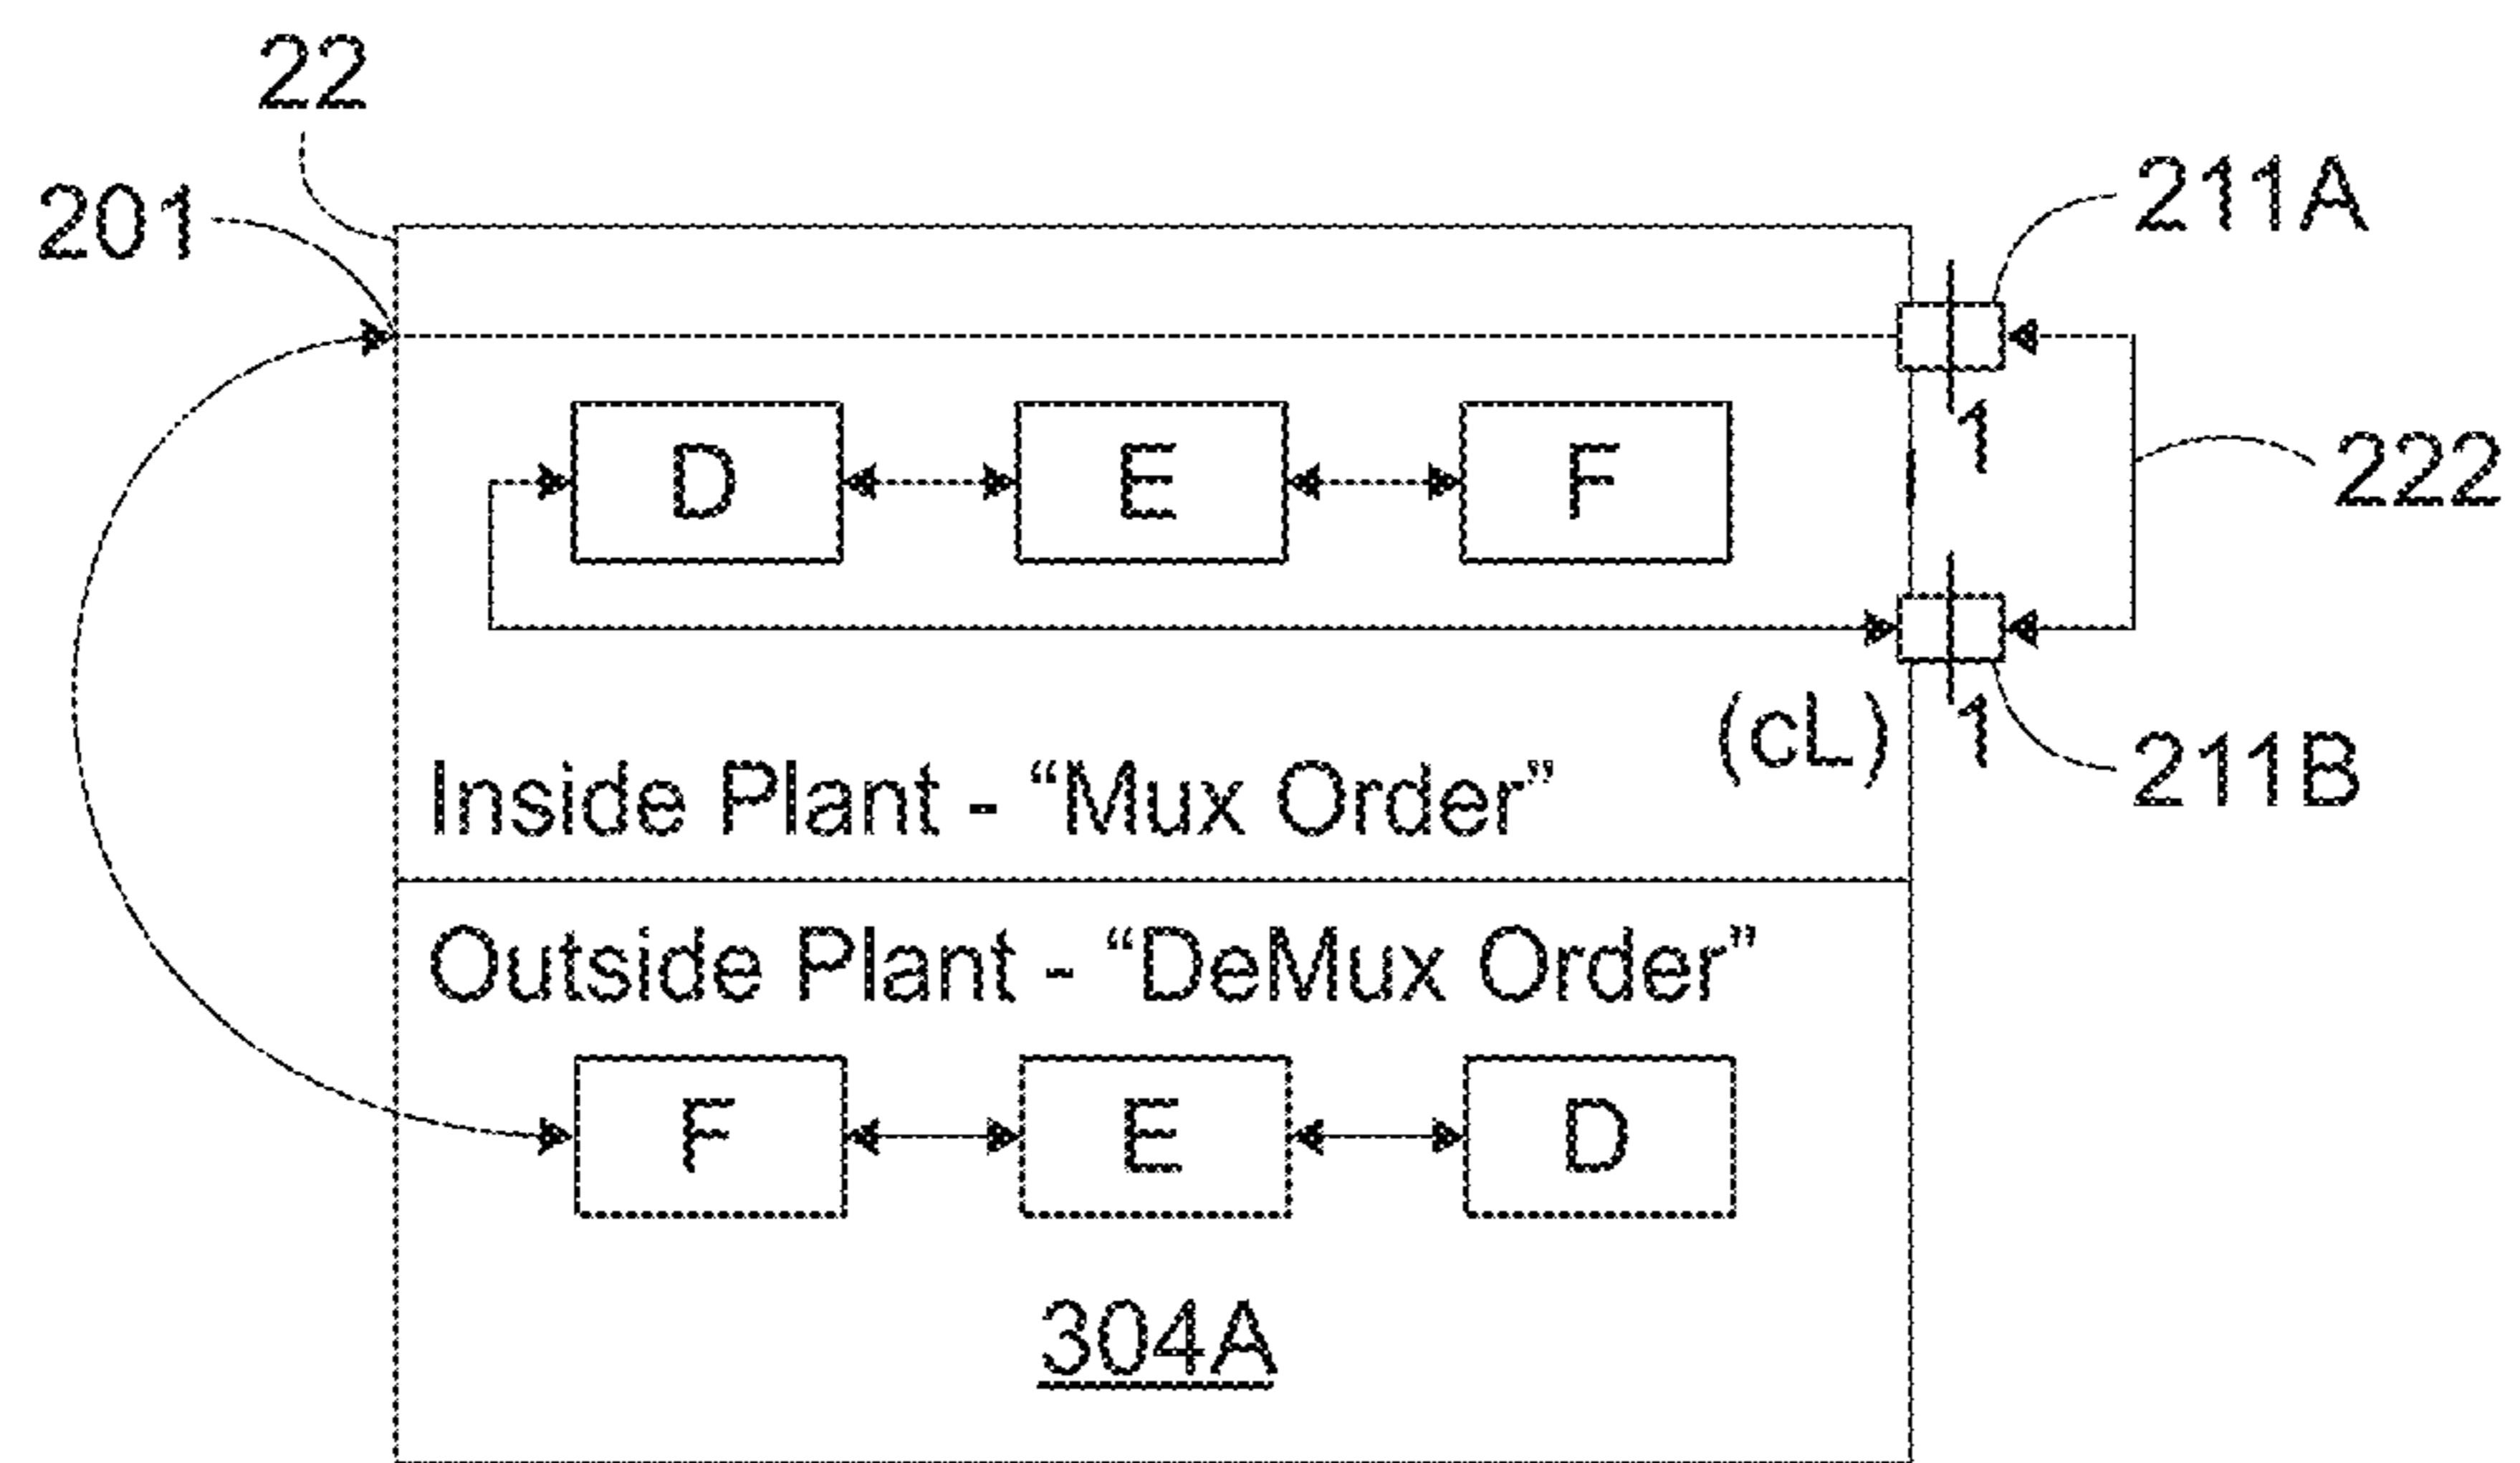 22
201
211A
1
D E F
222
1
(cL)
211B
Inside Plant - “Mux Order”
Outside Plant - “DeMux Order”
F E D
304A